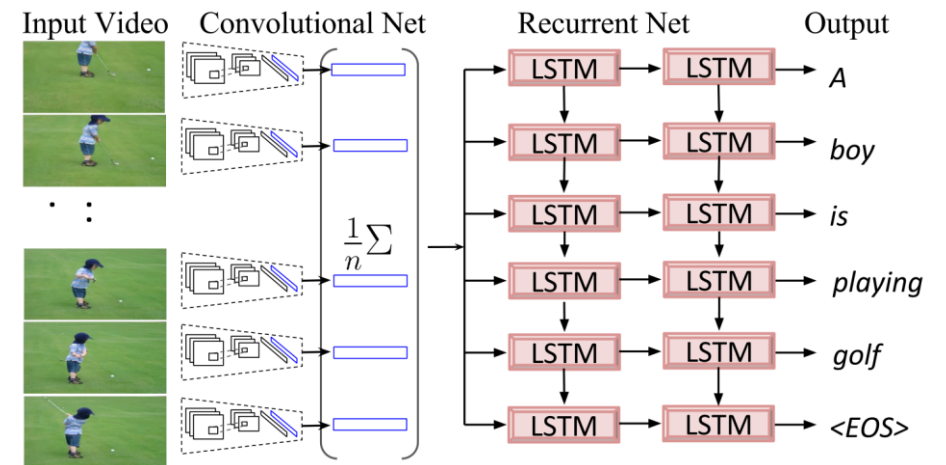 Input Video Convolutional Net Recurrent Net Output
LSTM LSTM A
LSTM LSTM boy
LSTM LSTM is
1/n ∑
LSTM LSTM playing
LSTM LSTM golf
LSTM LSTM <EOS>